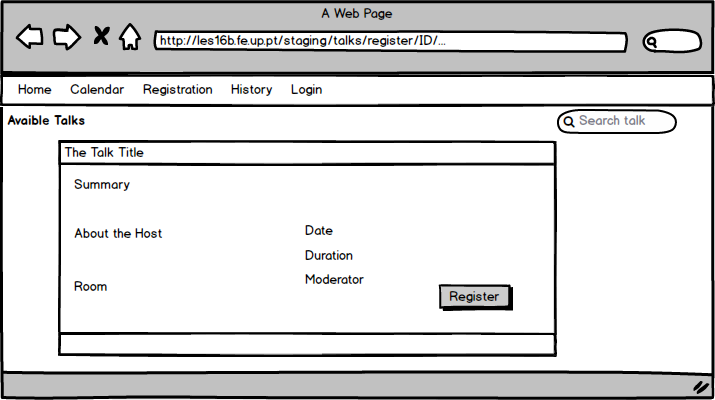 A Web Page
http://les16b.fe.up.pt/staging/talks/register/ID/...
Home Calendar Registration History Login
Avaible Talks
Search talk
The Talk Title
Summary
About the Host
Date
Duration
Room
Moderator
Register